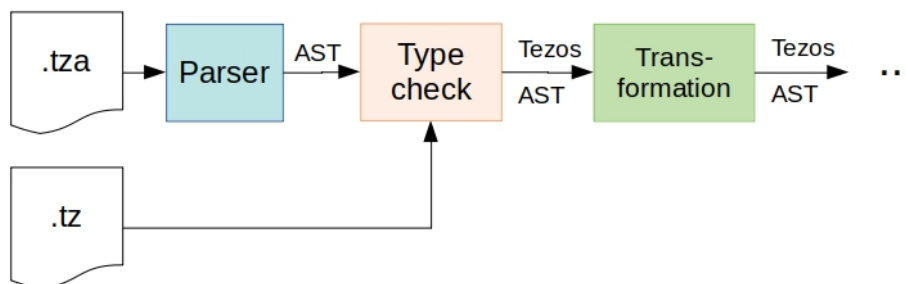 .tza
Parser
AST
Type
check
Tezos
AST
Trans-
formation
Tezos
AST
..
.tz